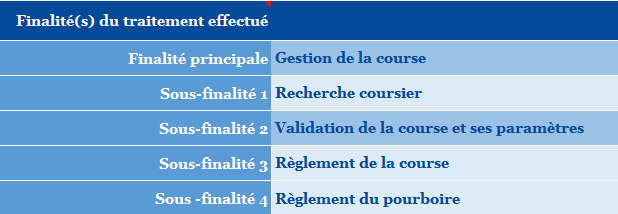 Finalité(s) du traitement effectué
Finalité principale Gestion de la course
Sous-finalité 1 Recherche coursier
Sous-finalité 2 Validation de la course et ses paramètres
Sous-finalité 3 Règlement de la course
Sous -finalité 4 Règlement du pourboire